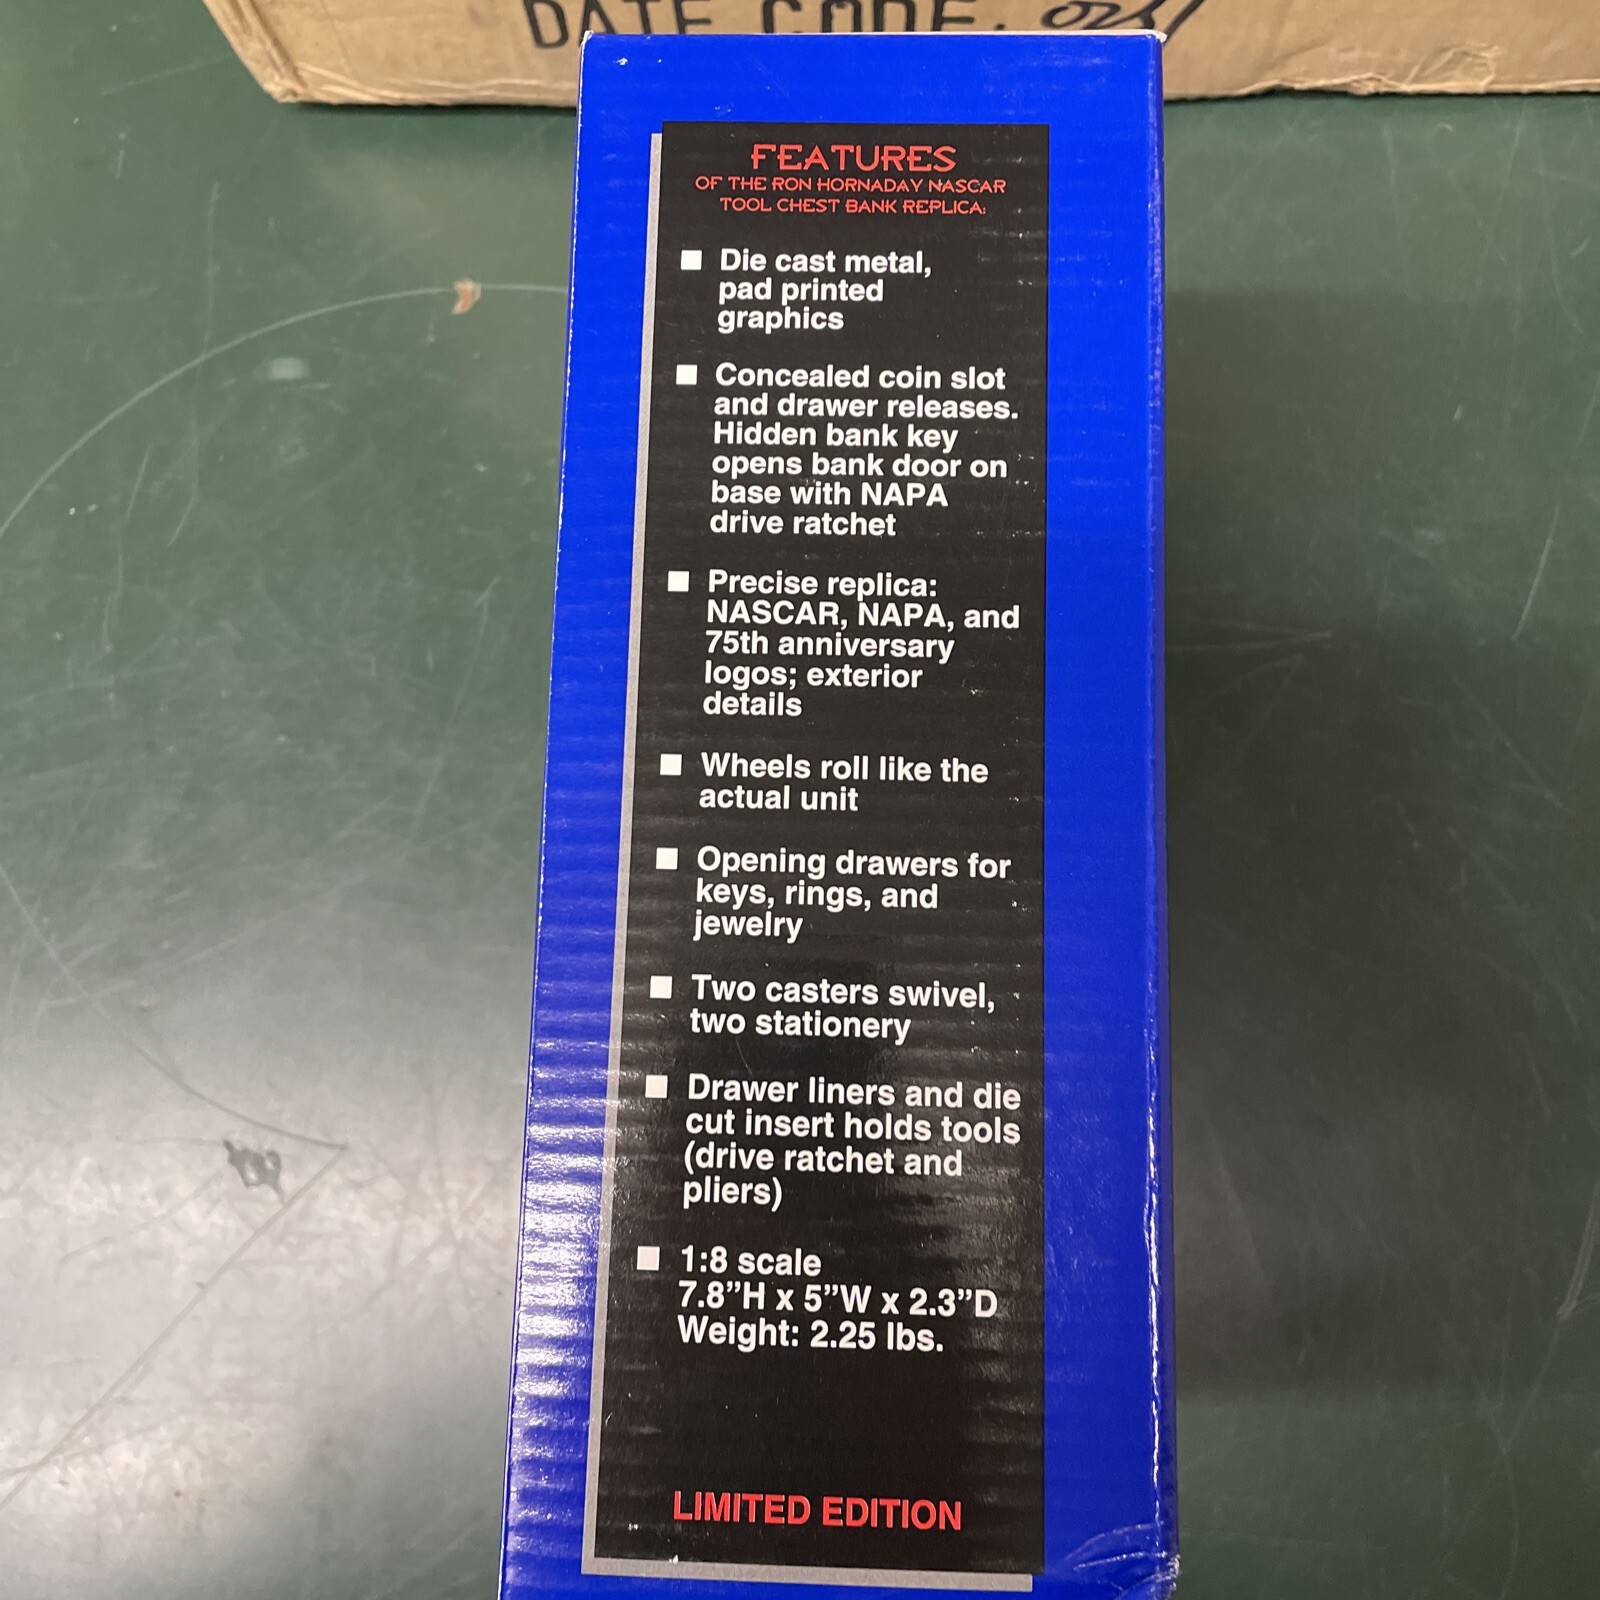 DATE CODE:
FEATURES
OF THE RON HORNADAY NASCAR
TOOL CHEST BANK REPLICA:
Die cast metal,
pad printed
graphics
Concealed coin slot
and drawer releases.
Hidden bank key
opens bank door on
base with NAPA
drive ratchet
Precise replica:
NASCAR, NAPA, and
75th anniversary
logos; exterior
details
Wheels roll like the
actual unit
Opening drawers for
keys, rings, and
jewelry
Two casters swivel,
two stationery
Drawer liners and die
cut insert holds tools
(drive ratchet and
pliers)
1:8 scale
7.8”H x 5”W x 2.3”D
Weight: 2.25 lbs.
LIMITED EDITION